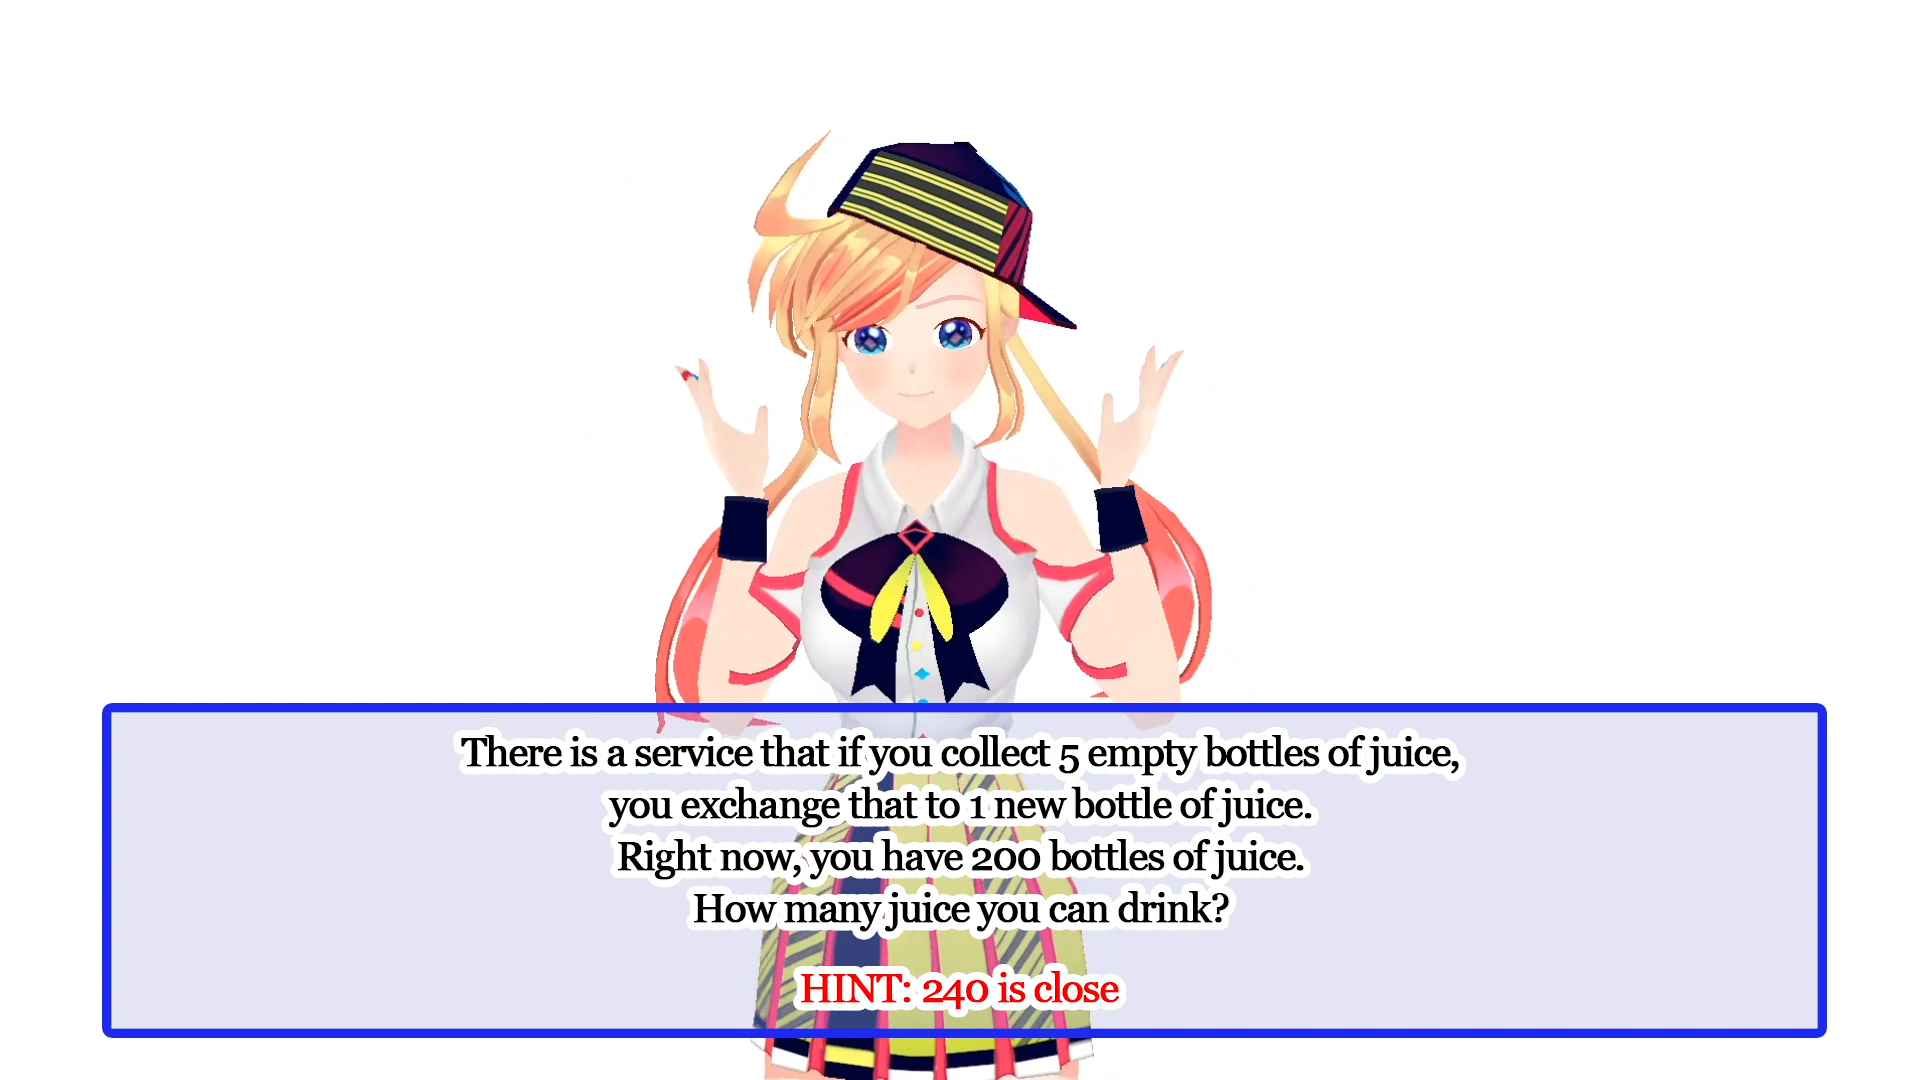 There is a service that if you collect 5 empty bottles of juice,
you exchange that to 1 new bottle of juice.
Right now, you have 200 bottles of juice.
How many juice you can drink?
HINT: 240 is close